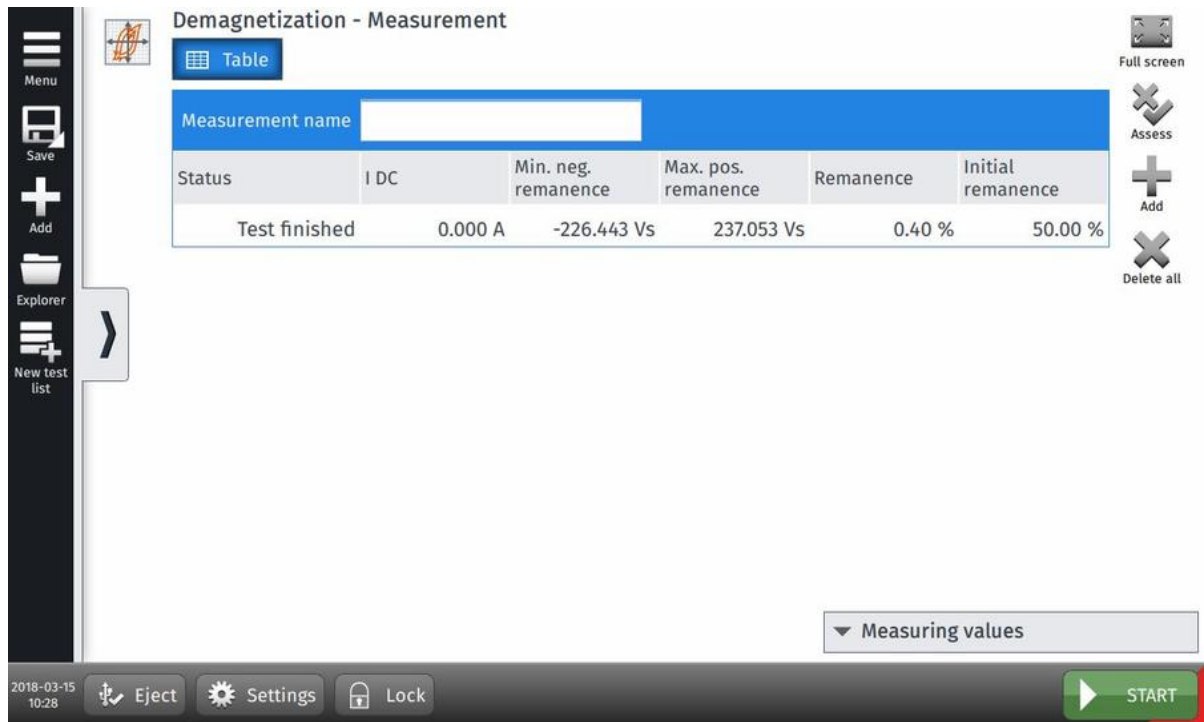 Demagnetization - Measurement
Table
Menu
Save
Add
Explorer
New test
list
Measurement name
Status
I DC
Min. neg.
remanence
Max. pos.
remanence
Remanence
Initial
remanence
Test finished
0.000 A
-226.443 Vs
237.053 Vs
0.40 %
50.00 %
Full screen
Assess
Add
Delete all
Measuring values
2018-03-15
10:28
Eject
Settings
Lock
START